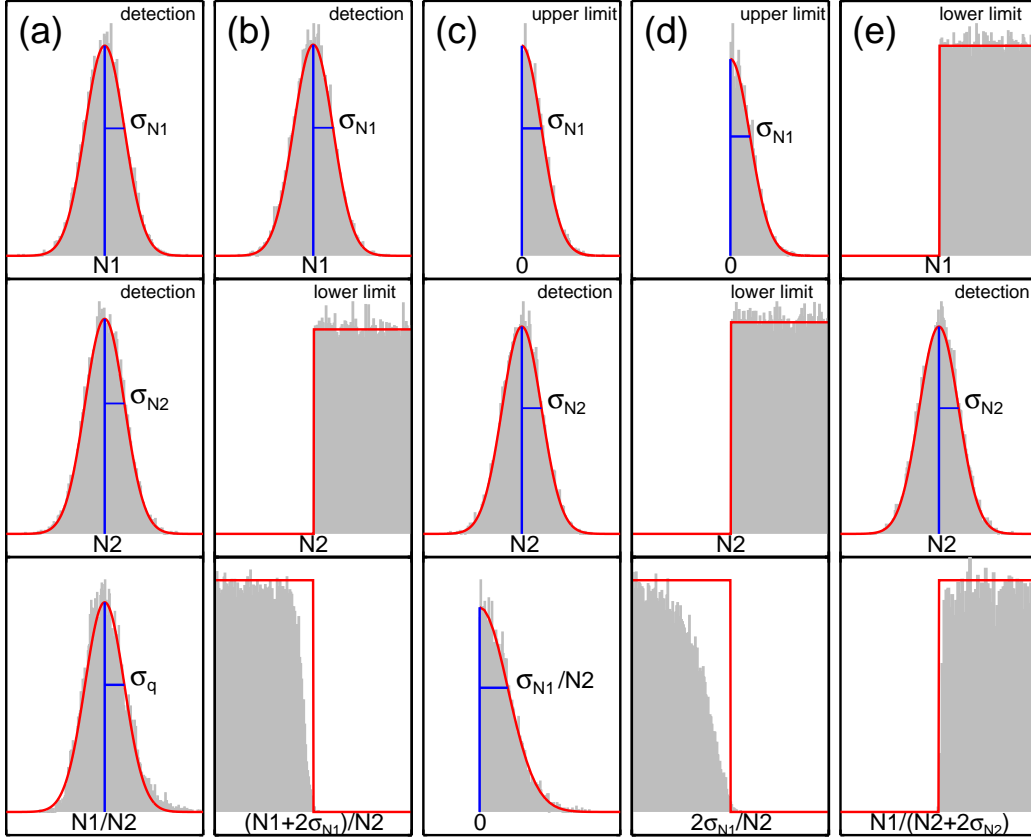 (a) detection
σN1
N1
(b) detection
σN1
N1
(c) upper limit
σN1
0
(d) upper limit
σN1
0
(e) lower limit
N1
detection
σN2
N2
lower limit
N2
detection
σN2
N2
lower limit
N2
detection
σN2
N2
σq
N1/N2
(N1+2σN1)/N2
σN1/N2
0
2σN1/N2
N1/(N2+2σN2)